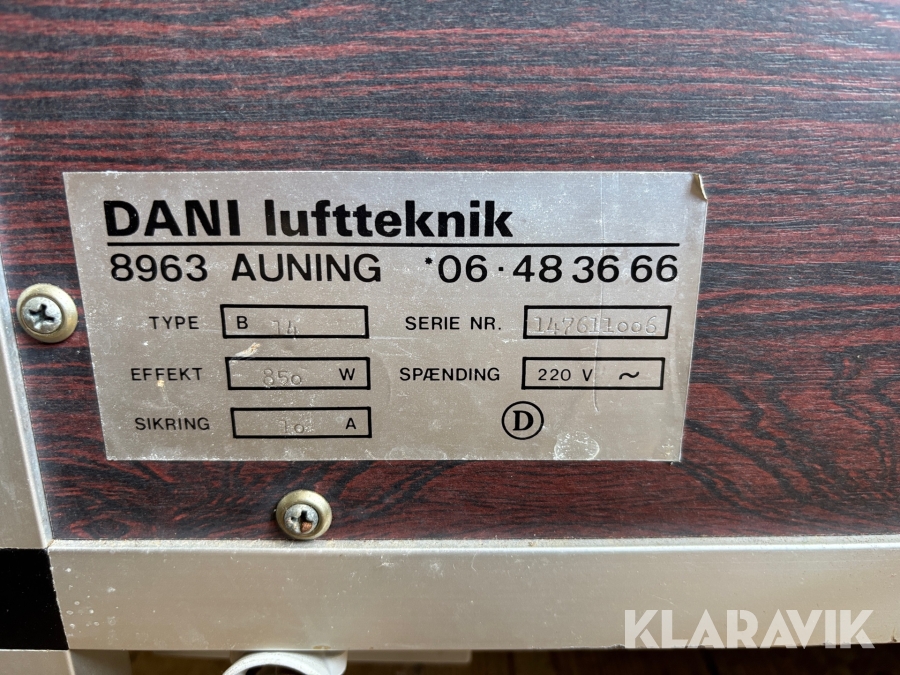 DANI luftteknik
8963 AUNING *06·48 36 66
TYPE B 14 SERIE NR. 147611006
EFFEKT 850 W SPÆNDING 220 V ~
SIKRING 10 A D
KLARAVIK